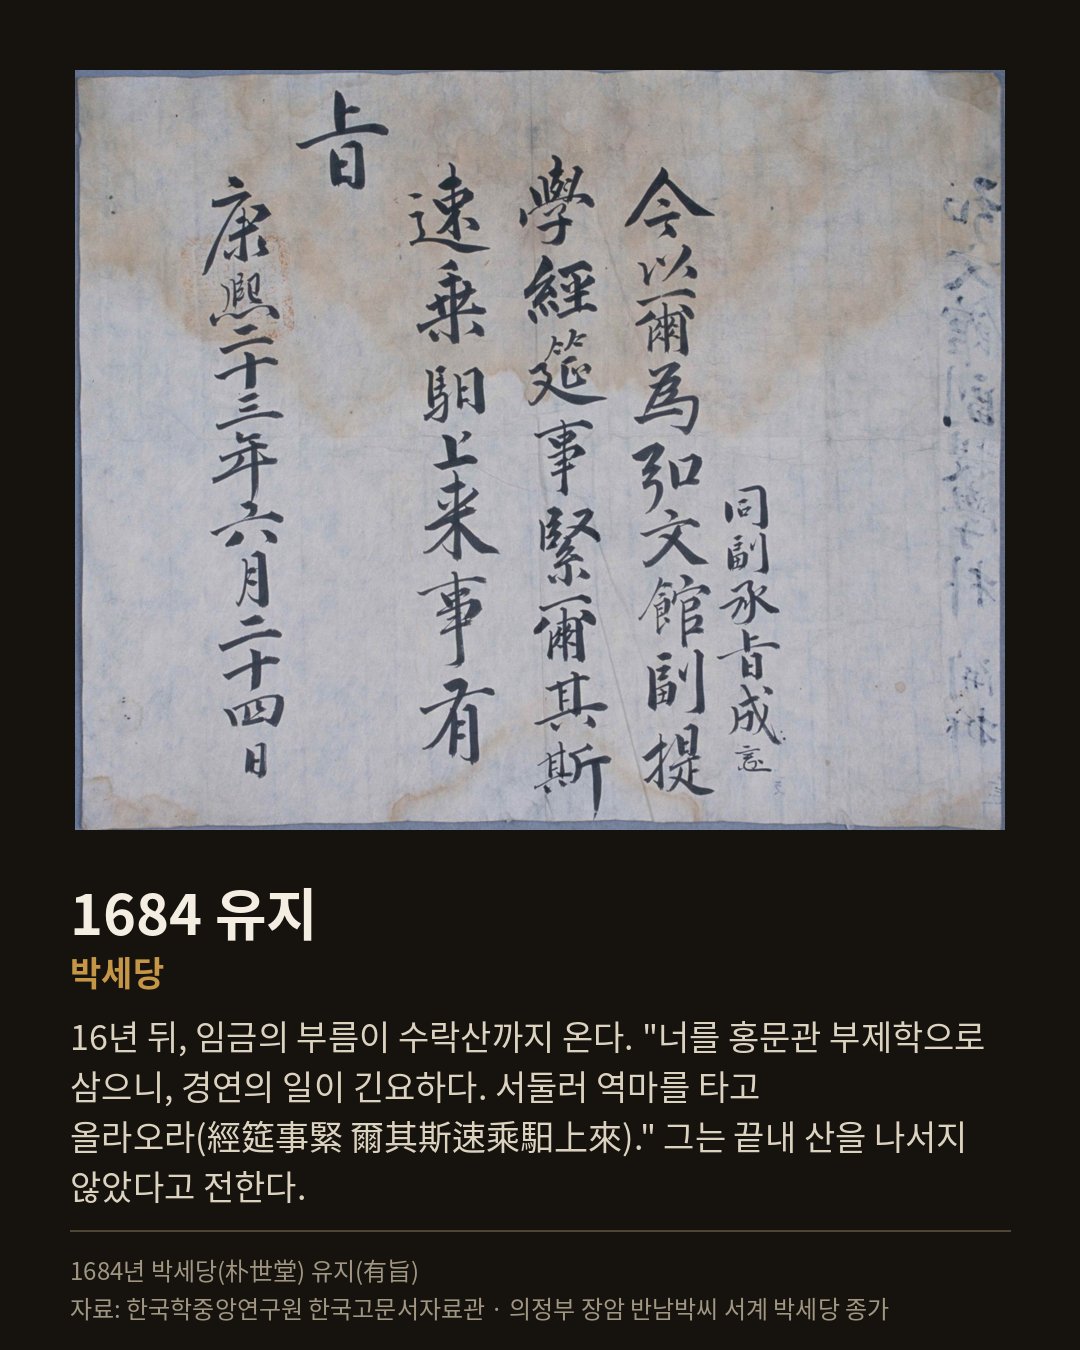 同副承旨成
今以爾為弘文館副提
學經筵事緊爾其斯
速乗馹上来事有
旨
康熙二十三年六月二十四日
1684 유지
박세당
16년 뒤, 임금의 부름이 수락산까지 온다. "너를 홍문관 부제학으로
삼으니, 경연의 일이 긴요하다. 서둘러 역마를 타고
올라오라(經筵事緊 爾其斯速乘馹上來)." 그는 끝내 산을 나서지
않았다고 전한다.
1684년 박세당(朴世堂) 유지(有旨)
자료: 한국학중앙연구원 한국고문서자료관 · 의정부 장암 반남박씨 서계 박세당 종가